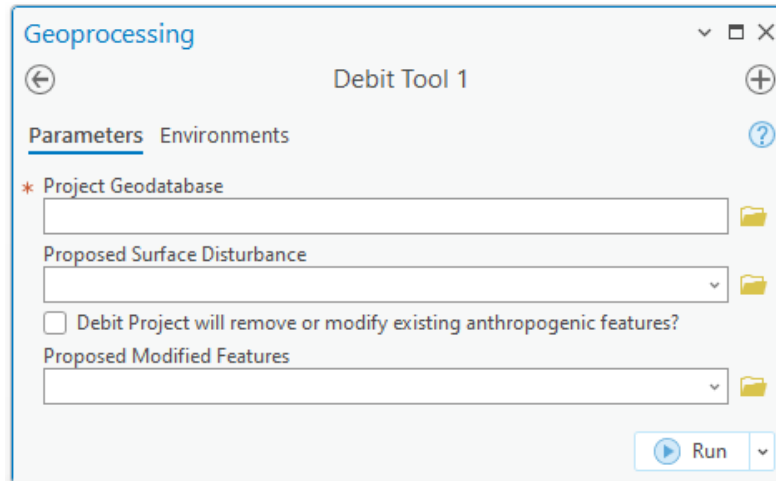 Geoprocessing
Debit Tool 1
Parameters Environments
* Project Geodatabase
Proposed Surface Disturbance
Debit Project will remove or modify existing anthropogenic features?
Proposed Modified Features
Run